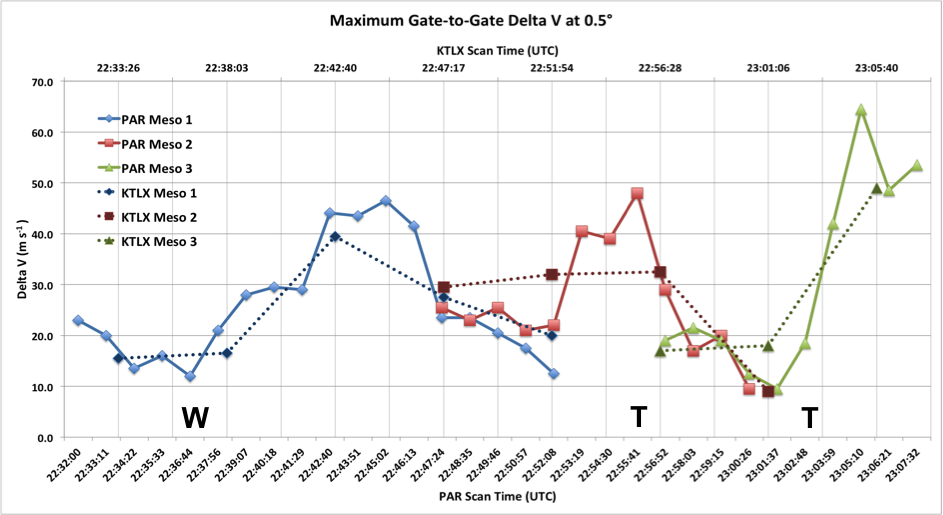 Maximum Gate-to-Gate Delta V at 0.5°
KTLX Scan Time (UTC)
22:33:26 22:38:03 22:42:40 22:47:17 22:51:54 22:56:28 23:01:06 23:05:40
70.0
60.0
50.0
40.0
30.0
20.0
10.0
0.0
Delta V (m s-1)
PAR Meso 1
PAR Meso 2
PAR Meso 3
KTLX Meso 1
KTLX Meso 2
KTLX Meso 3
W T T
22:32:00 22:33:11 22:34:22 22:35:33 22:36:44 22:37:56 22:39:07 22:40:18 22:41:29 22:42:40 22:43:51 22:45:02 22:46:13 22:47:24 22:48:35 22:49:46 22:50:57 22:52:08 22:53:19 22:54:30 22:55:41 22:56:52 22:58:03 22:59:15 23:00:26 23:01:37 23:02:48 23:03:59 23:05:10 23:06:21 23:07:32
PAR Scan Time (UTC)